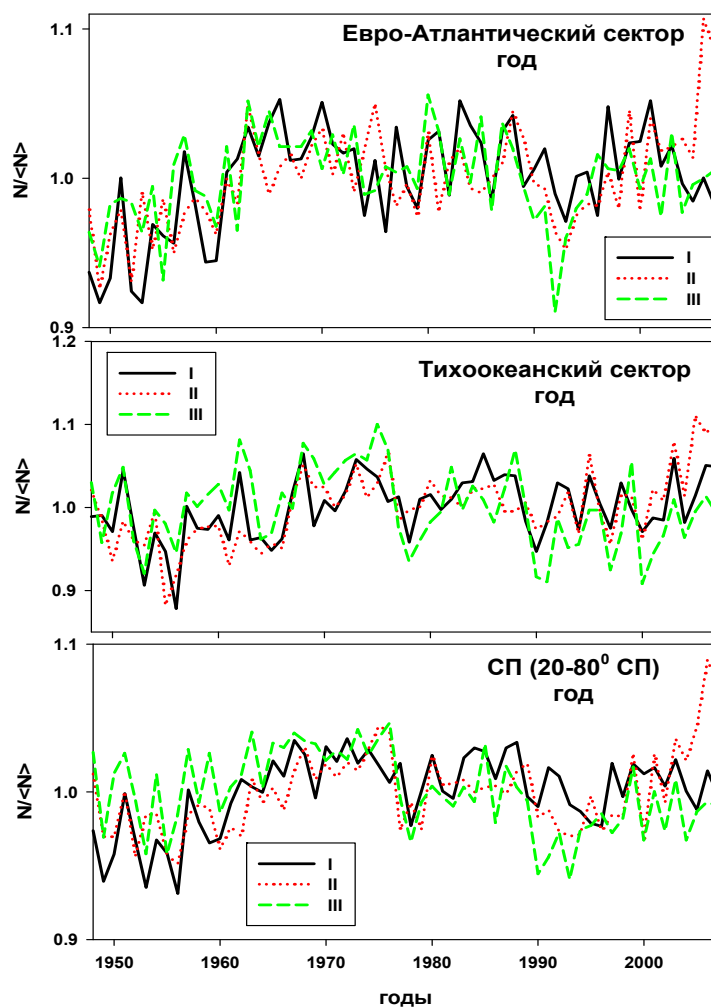 Евро-Атлантический сектор
год
1.1
1.0
0.9
N/<N>
I
II
III
Тихоокеанский сектор
год
1.2
1.1
1.0
0.9
N/<N>
I
II
III
СП (20-80⁰ СП)
год
1.1
1.0
0.9
N/<N>
I
II
III
1950 1960 1970 1980 1990 2000
годы